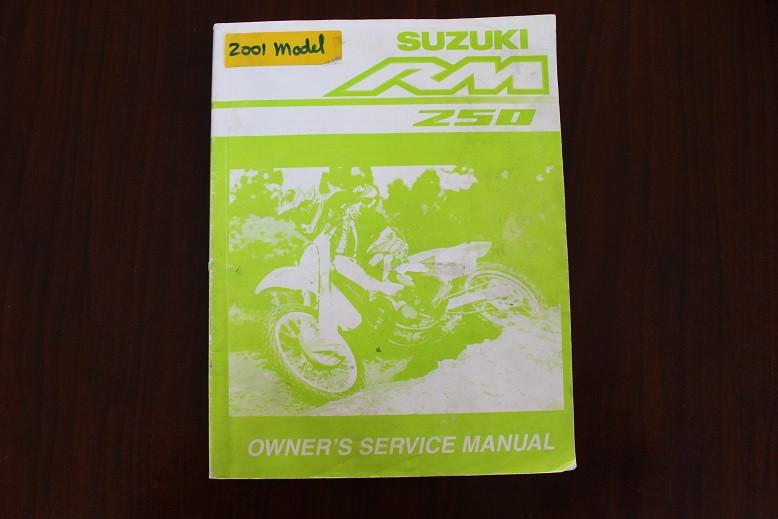 2001 Model
SUZUKI
RM
250
OWNER'S SERVICE MANUAL